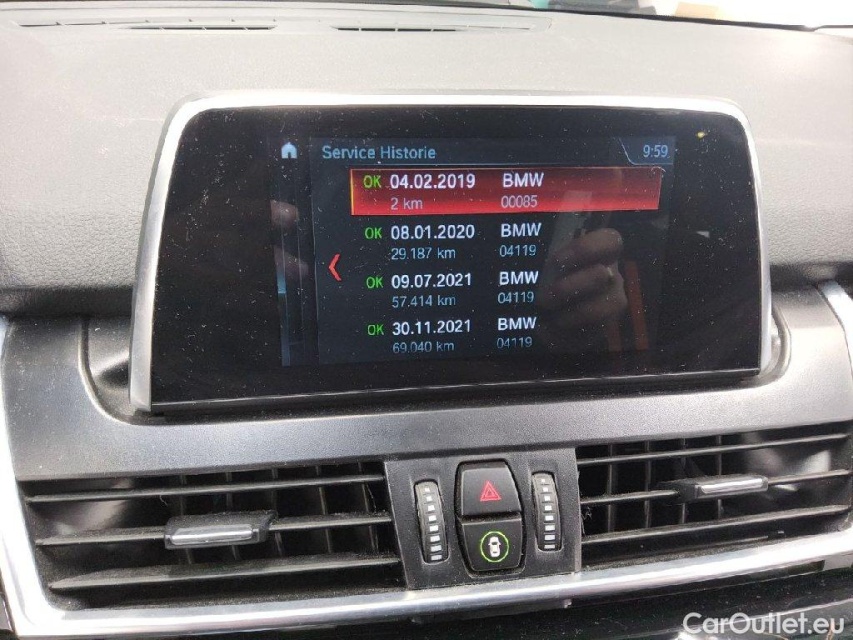 Service Historie 9:59
OK 04.02.2019 BMW
2 km 00085
OK 08.01.2020 BMW
29.187 km 04119
OK 09.07.2021 BMW
57.414 km 04119
OK 30.11.2021 BMW
69.040 km 04119
CarOutlet.eu